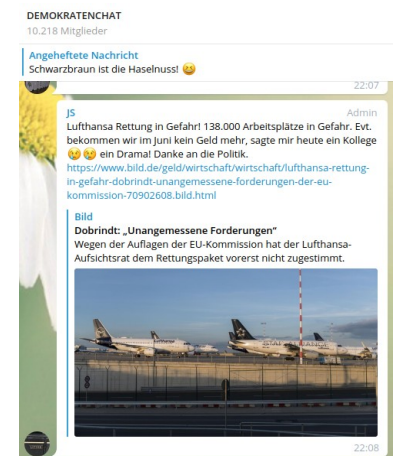 DEMOKRATENCHAT
10.218 Mitglieder
Angeheftete Nachricht
Schwarzbraun ist die Haselnuss! 😄
22:07
JS Admin
Lufthansa Rettung in Gefahr! 138.000 Arbeitsplätze in Gefahr. Evt.
bekommen wir im Juni kein Geld mehr, sagte mir heute ein Kollege
😢😢 ein Drama! Danke an die Politik.
https://www.bild.de/geld/wirtschaft/wirtschaft/lufthansa-rettung-
in-gefahr-dobrindt-unangemessene-forderungen-der-eu-
kommission-70902608.bild.html
Bild
Dobrindt: „Unangemessene Forderungen“
Wegen der Auflagen der EU-Kommission hat der Lufthansa-
Aufsichtsrat dem Rettungspaket vorerst nicht zugestimmt.
Lufthansa
STAR ALLIANCE
22:08